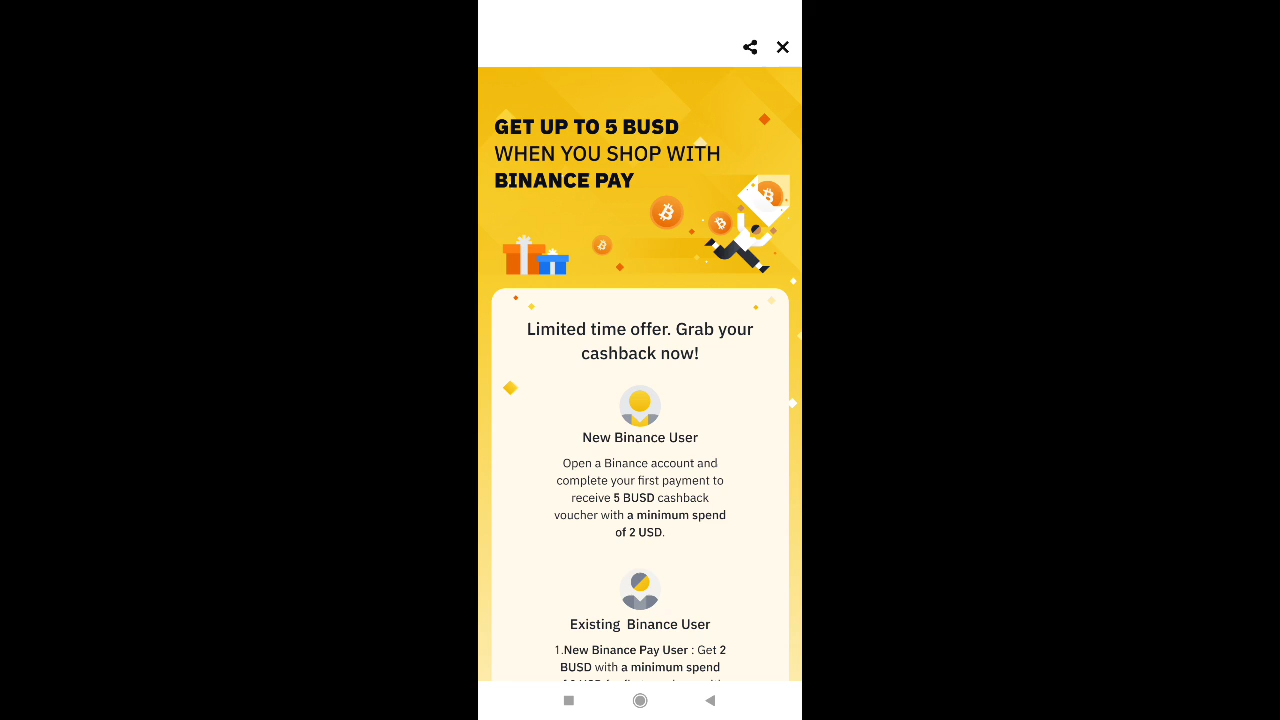 GET UP TO 5 BUSD
WHEN YOU SHOP WITH
BINANCE PAY
Limited time offer. Grab your
cashback now!
New Binance User
Open a Binance account and
complete your first payment to
receive 5 BUSD cashback
voucher with a minimum spend
of 2 USD.
Existing Binance User
1.New Binance Pay User : Get 2
BUSD with a minimum spend